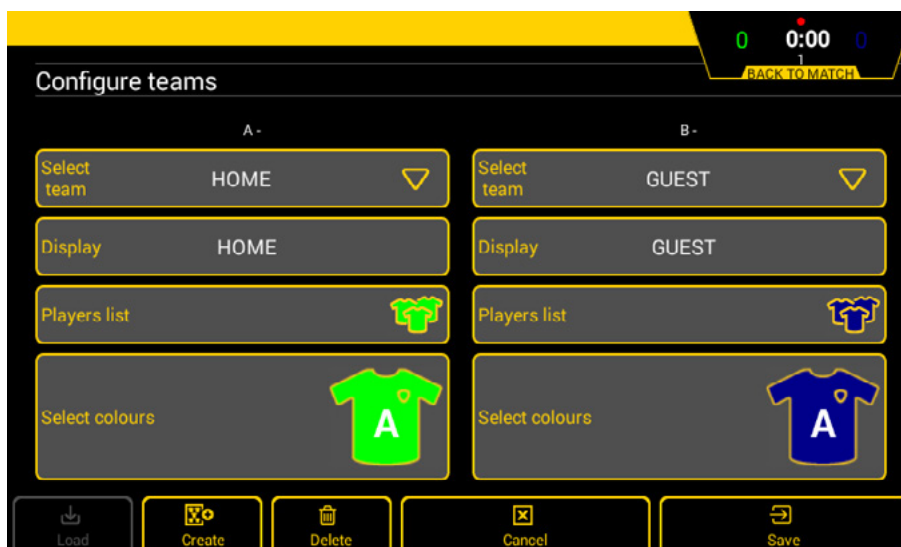 0 0:00 0
1
BACK TO MATCH
Configure teams
A - B -
Select team HOME
Select team GUEST
Display HOME
Display GUEST
Players list
Players list
Select colours A
Select colours A
Load Create Delete Cancel Save